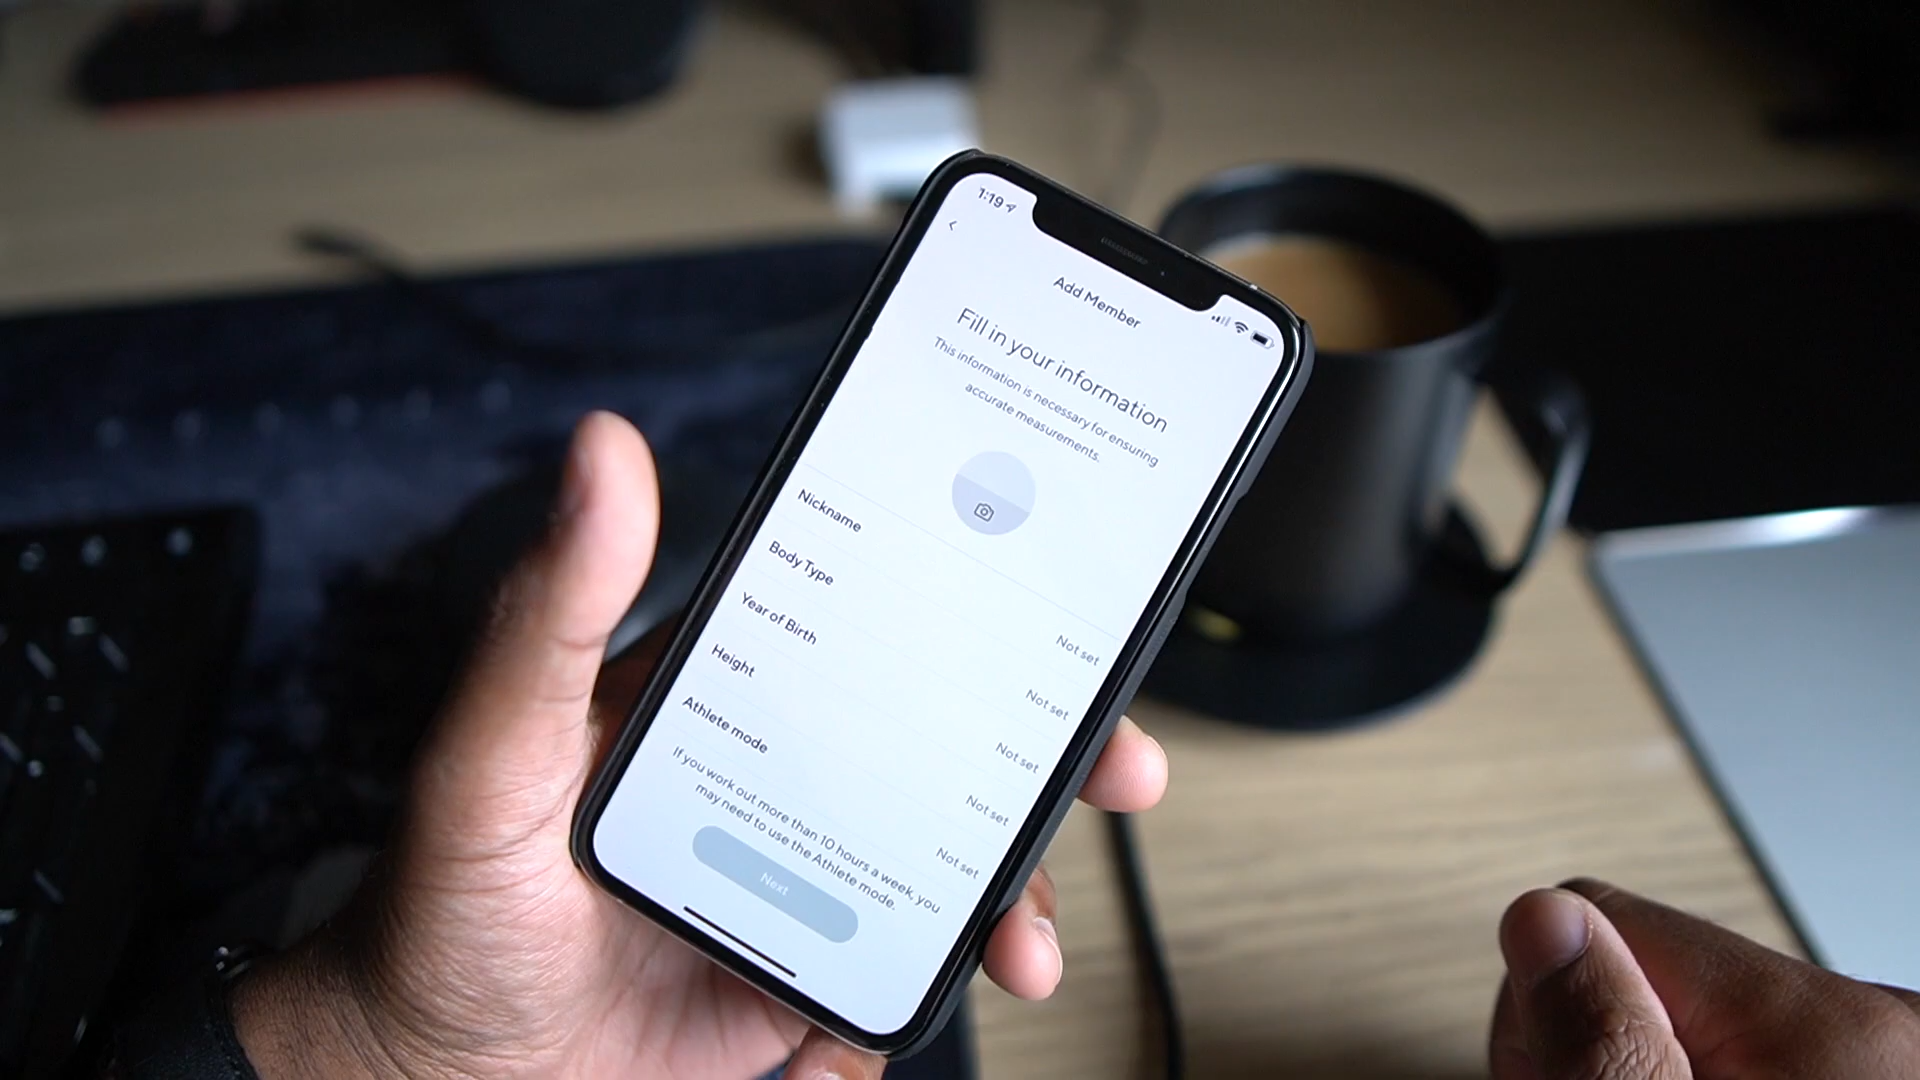 1:19
Add Member
Fill in your information
This information is necessary for ensuring
accurate measurements.
Nickname
Not set
Body Type
Not set
Year of Birth
Not set
Height
Not set
Athlete mode
Not set
If you work out more than 10 hours a week, you
may need to use the Athlete mode.
Next